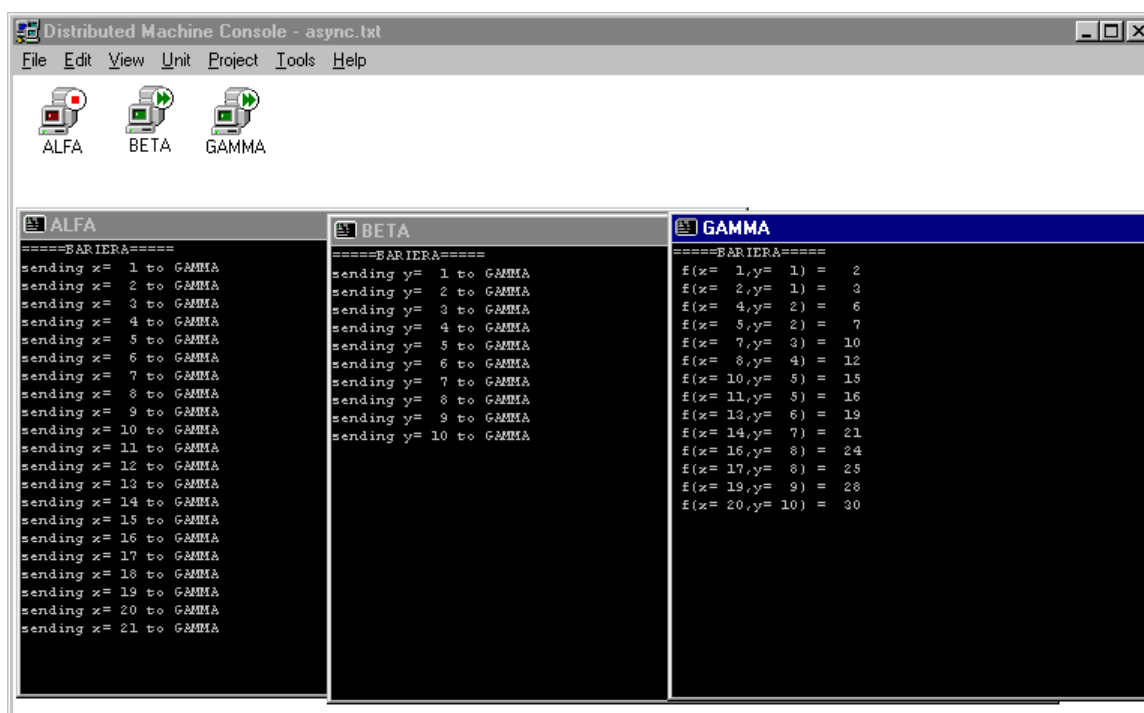 Distributed Machine Console - async.txt
File Edit View Unit Project Tools Help
ALFA BETA GAMMA
ALFA
=====BARIERA=====
sending x=  1 to GAMMA
sending x=  2 to GAMMA
sending x=  3 to GAMMA
sending x=  4 to GAMMA
sending x=  5 to GAMMA
sending x=  6 to GAMMA
sending x=  7 to GAMMA
sending x=  8 to GAMMA
sending x=  9 to GAMMA
sending x= 10 to GAMMA
sending x= 11 to GAMMA
sending x= 12 to GAMMA
sending x= 13 to GAMMA
sending x= 14 to GAMMA
sending x= 15 to GAMMA
sending x= 16 to GAMMA
sending x= 17 to GAMMA
sending x= 18 to GAMMA
sending x= 19 to GAMMA
sending x= 20 to GAMMA
sending x= 21 to GAMMA
BETA
=====BARIERA=====
sending y=  1 to GAMMA
sending y=  2 to GAMMA
sending y=  3 to GAMMA
sending y=  4 to GAMMA
sending y=  5 to GAMMA
sending y=  6 to GAMMA
sending y=  7 to GAMMA
sending y=  8 to GAMMA
sending y=  9 to GAMMA
sending y= 10 to GAMMA
GAMMA
=====BARIERA=====
f(x=  1,y=  1) =   2
f(x=  2,y=  1) =   3
f(x=  4,y=  2) =   6
f(x=  5,y=  2) =   7
f(x=  7,y=  3) =  10
f(x=  8,y=  4) =  12
f(x= 10,y=  5) =  15
f(x= 11,y=  5) =  16
f(x= 13,y=  6) =  19
f(x= 14,y=  7) =  21
f(x= 16,y=  8) =  24
f(x= 17,y=  8) =  25
f(x= 19,y=  9) =  28
f(x= 20,y= 10) =  30